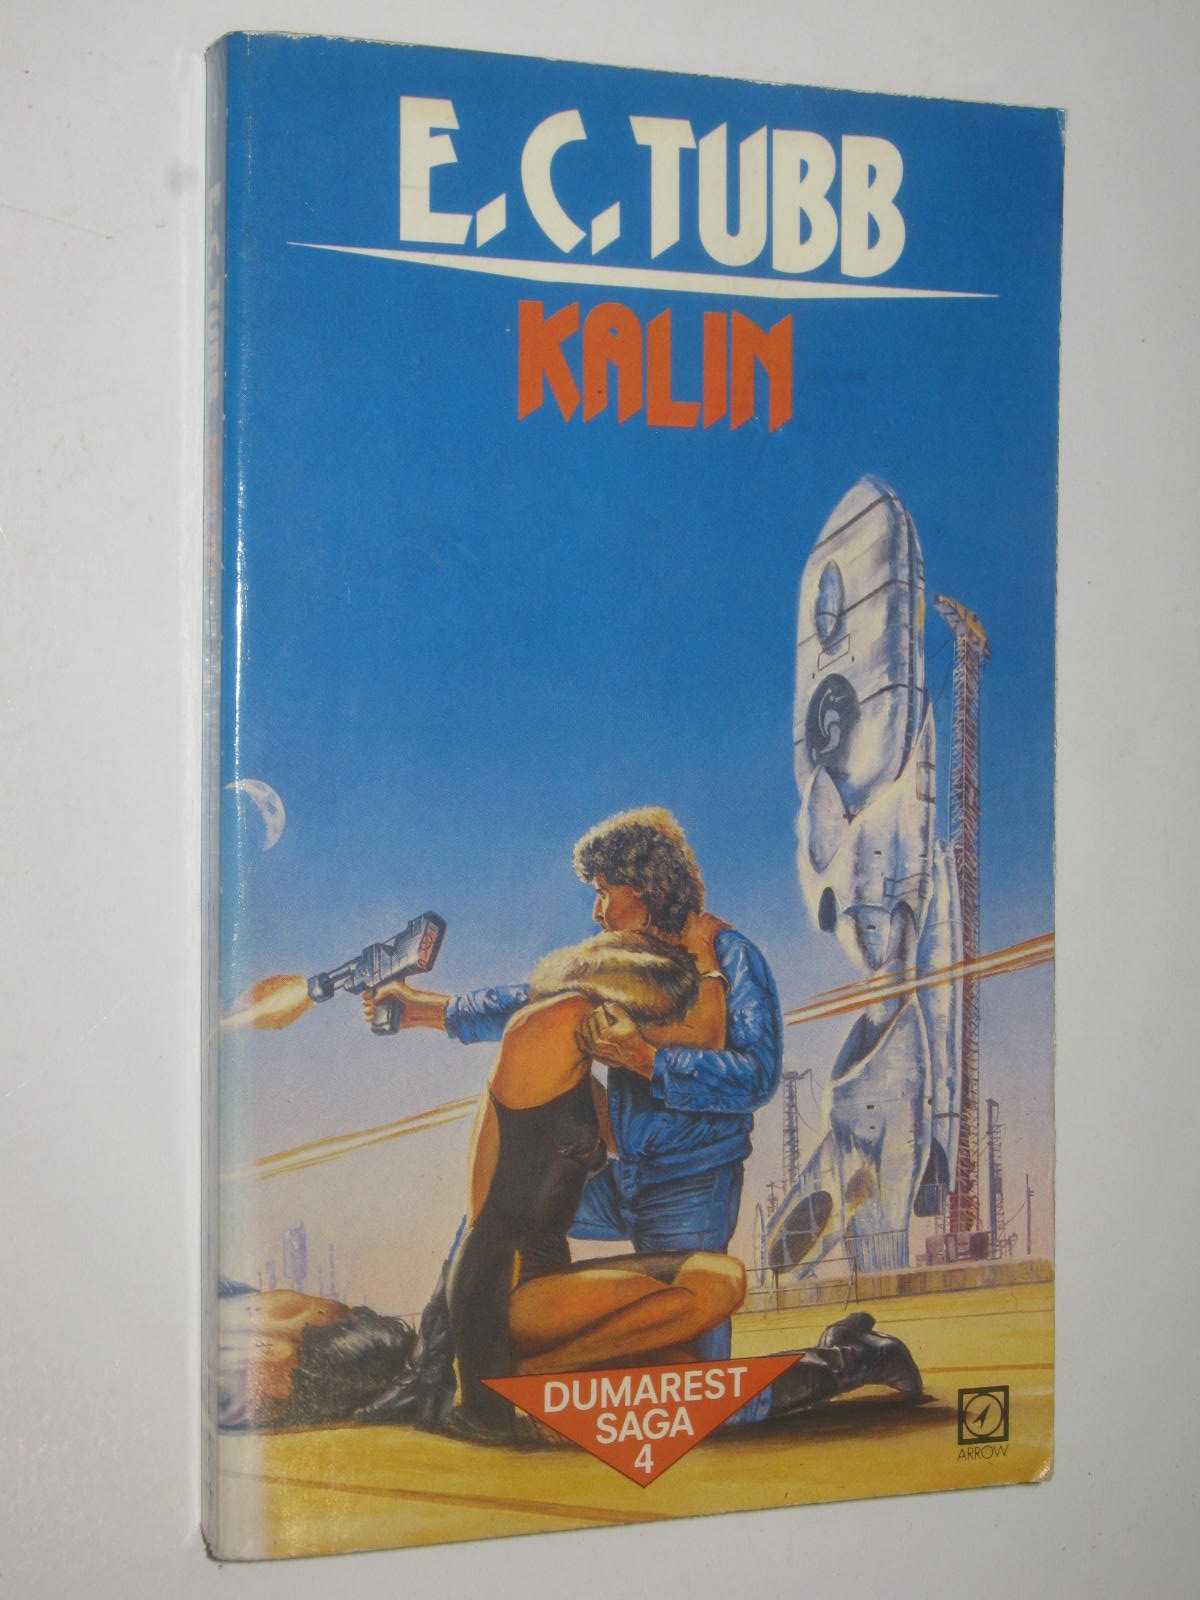 E. C. TUBB
KALIN
DUMAREST
SAGA
4
ARROW